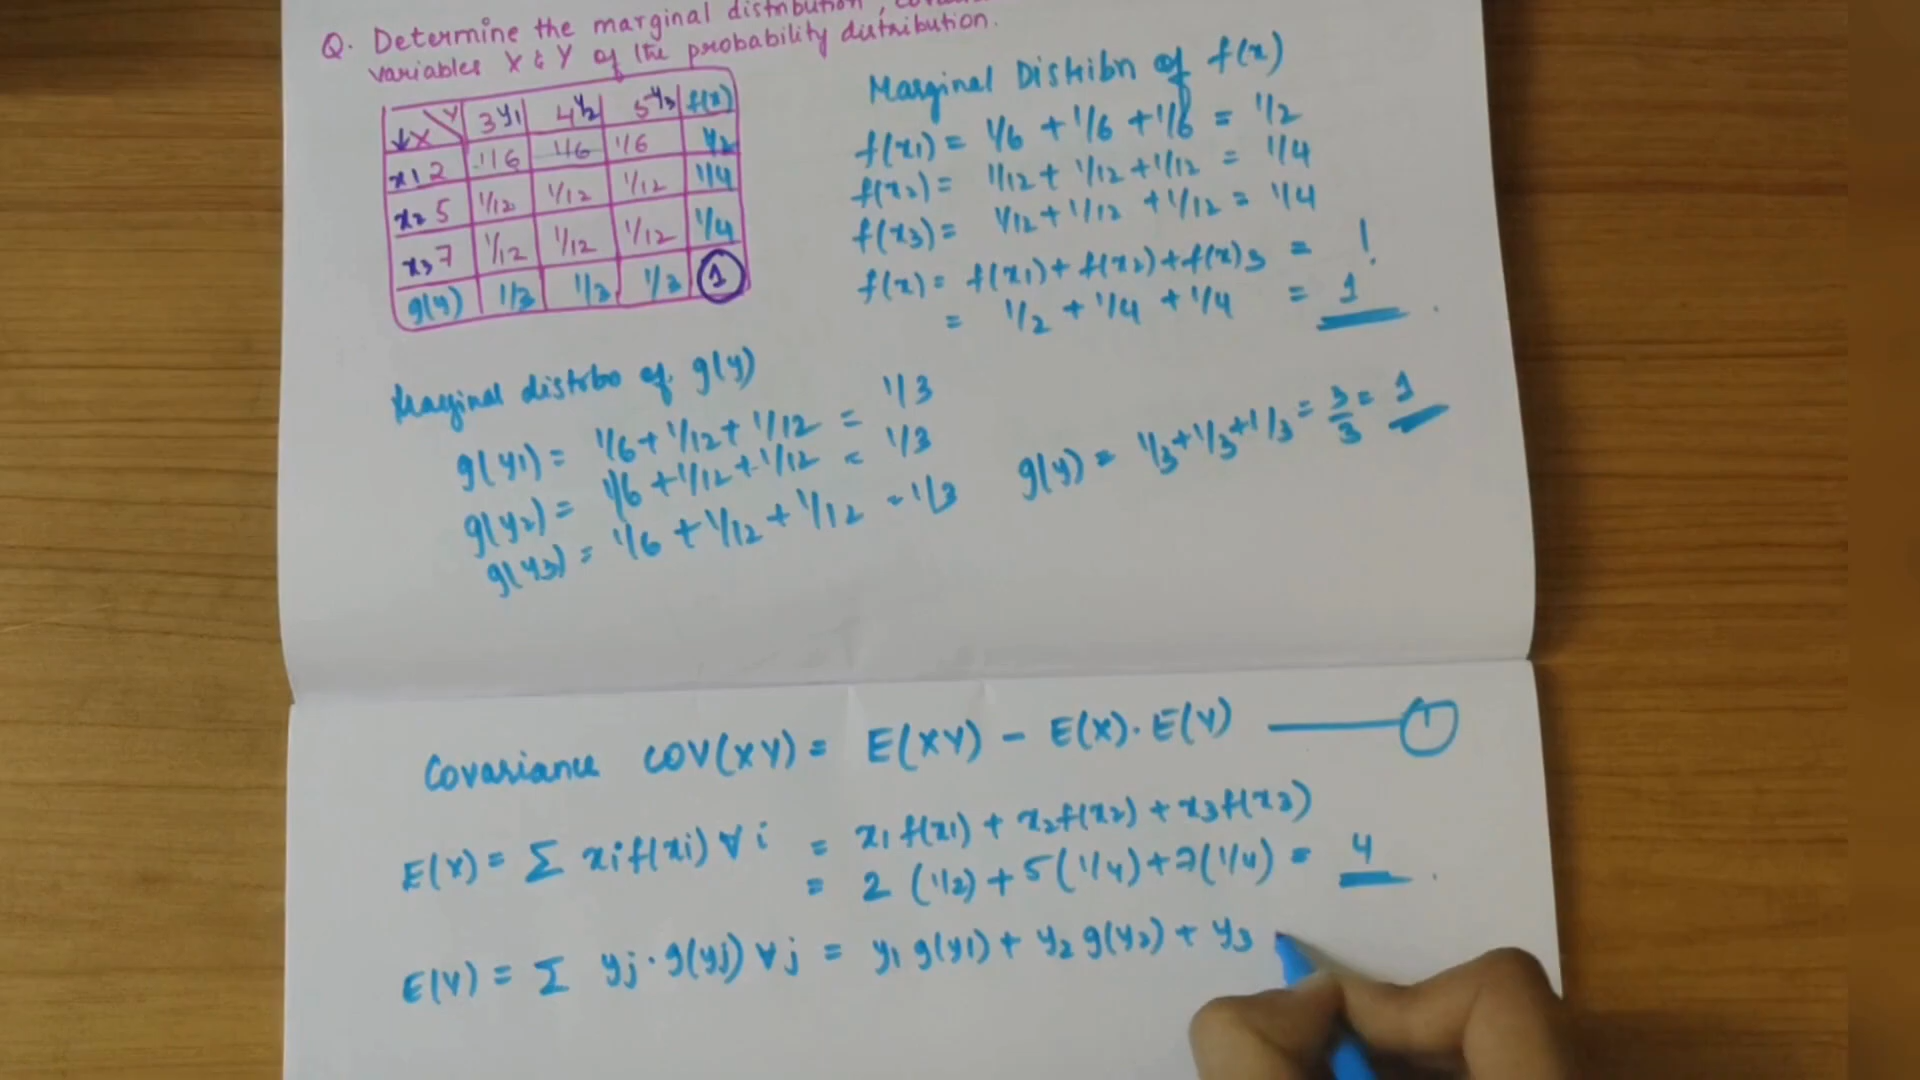 Q. Determine the marginal distribution,
variables X & Y of the probability distribution.
↓X Y | 3 y1 | 4 y2 | 5 y3 | f(x)
x1 2 | 1/6 | 1/6 | 1/6 | 1/2
x2 5 | 1/12 | 1/12 | 1/12 | 1/4
x3 7 | 1/12 | 1/12 | 1/12 | 1/4
g(y) | 1/3 | 1/3 | 1/3 | 1
Marginal Distribn of f(x)
f(x1) = 1/6 + 1/6 + 1/6 = 1/2
f(x2) = 1/12 + 1/12 + 1/12 = 1/4
f(x3) = 1/12 + 1/12 + 1/12 = 1/4
f(x) = f(x1) + f(x2) + f(x)3 = !
= 1/2 + 1/4 + 1/4 = 1
Marginal distribo of g(y)
g(y1) = 1/6 + 1/12 + 1/12 = 1/3
g(y2) = 1/6 + 1/12 + 1/12 = 1/3
g(y3) = 1/6 + 1/12 + 1/12 = 1/3
g(y) = 1/3 + 1/3 + 1/3 = 3/3 = 1
Covariance COV(XY) = E(XY) - E(X). E(Y) —— 1
E(X) = Σ xi f(xi) ∀ i = x1 f(x1) + x2 f(x2) + x3 f(x3)
= 2 (1/2) + 5 (1/4) + 7 (1/4) = 4
E(Y) = Σ yj . g(yj) ∀ j = y1 g(y1) + y2 g(y2) + y3